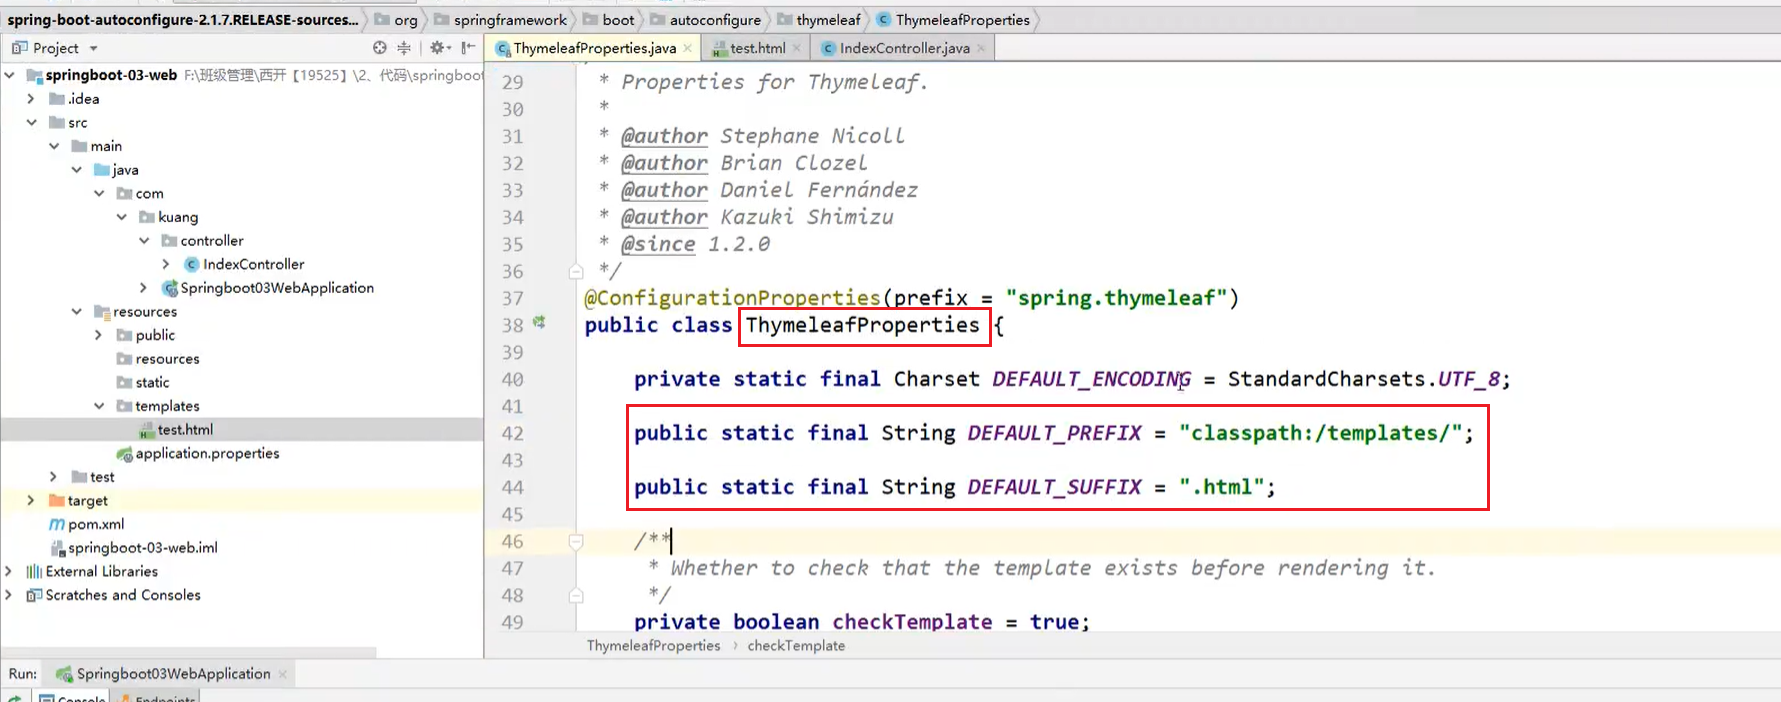 spring-boot-autoconfigure-2.1.7.RELEASE-sources... org springframework boot autoconfigure thymeleaf ThymeleafProperties
Project
ThymeleafProperties.java test.html IndexController.java
springboot-03-web F:\班级管理\西开【19525】\2、代码\springboot
.idea
src
main
java
com
kuang
controller
IndexController
Springboot03WebApplication
resources
public
resources
static
templates
test.html
application.properties
test
target
pom.xml
springboot-03-web.iml
External Libraries
Scratches and Consoles
29 * Properties for Thymeleaf.
30 *
31 * @author Stephane Nicoll
32 * @author Brian Clozel
33 * @author Daniel Fernández
34 * @author Kazuki Shimizu
35 * @since 1.2.0
36 */
37 @ConfigurationProperties(prefix = "spring.thymeleaf")
38 public class ThymeleafProperties {
39
40 private static final Charset DEFAULT_ENCODING = StandardCharsets.UTF_8;
41
42 public static final String DEFAULT_PREFIX = "classpath:/templates/";
43
44 public static final String DEFAULT_SUFFIX = ".html";
45
46 /**
47 * Whether to check that the template exists before rendering it.
48 */
49 private boolean checkTemplate = true;
ThymeleafProperties › checkTemplate
Run: Springboot03WebApplication
Console Endpoints